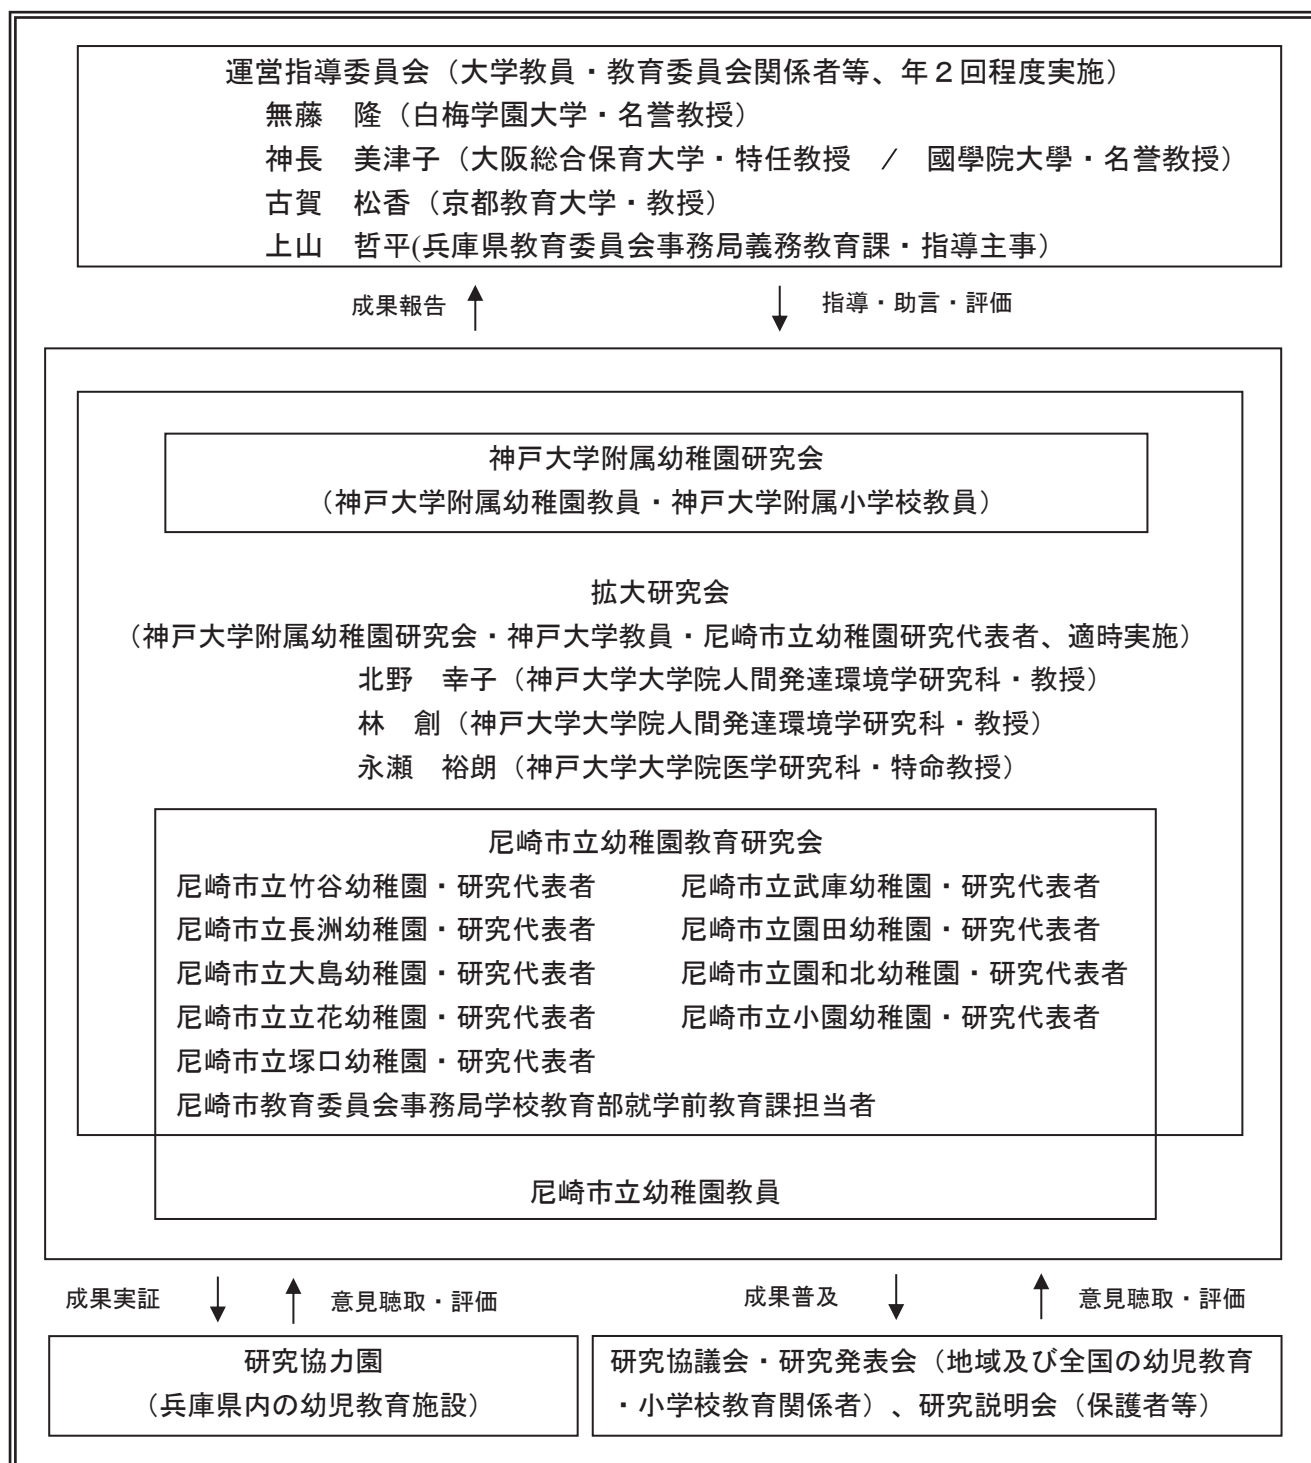 運営指導委員会（大学教員・教育委員会関係者等、年２回程度実施）
無藤　隆（白梅学園大学・名誉教授）
神長　美津子（大阪総合保育大学・特任教授　／　國學院大學・名誉教授）
古賀　松香（京都教育大学・教授）
上山　哲平(兵庫県教育委員会事務局義務教育課・指導主事）
成果報告
指導・助言・評価
神戸大学附属幼稚園研究会
（神戸大学附属幼稚園教員・神戸大学附属小学校教員）
拡大研究会
（神戸大学附属幼稚園研究会・神戸大学教員・尼崎市立幼稚園研究代表者、適時実施）
北野　幸子（神戸大学大学院人間発達環境学研究科・教授）
林　創（神戸大学大学院人間発達環境学研究科・教授）
永瀬　裕朗（神戸大学大学院医学研究科・特命教授）
尼崎市立幼稚園教育研究会
尼崎市立竹谷幼稚園・研究代表者　　尼崎市立武庫幼稚園・研究代表者
尼崎市立長洲幼稚園・研究代表者　　尼崎市立園田幼稚園・研究代表者
尼崎市立大島幼稚園・研究代表者　　尼崎市立園和北幼稚園・研究代表者
尼崎市立立花幼稚園・研究代表者　　尼崎市立小園幼稚園・研究代表者
尼崎市立塚口幼稚園・研究代表者
尼崎市教育委員会事務局学校教育部就学前教育課担当者
尼崎市立幼稚園教員
成果実証
意見聴取・評価
成果普及
意見聴取・評価
研究協力園
（兵庫県内の幼児教育施設）
研究協議会・研究発表会（地域及び全国の幼児教育
・小学校教育関係者）、研究説明会（保護者等）